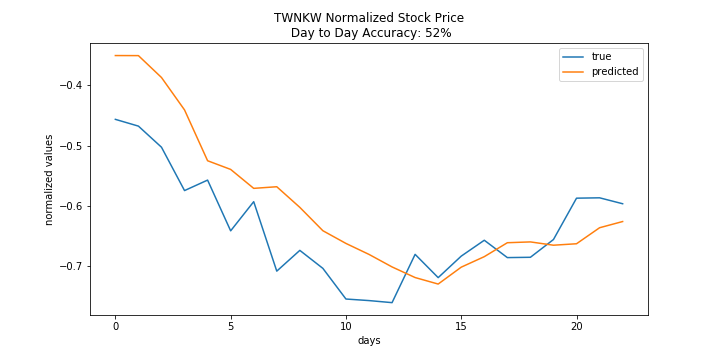 TWNKW Normalized Stock Price
Day to Day Accuracy: 52%
true
predicted
normalized values
−0.4
−0.5
−0.6
−0.7
0
5
10
15
20
days